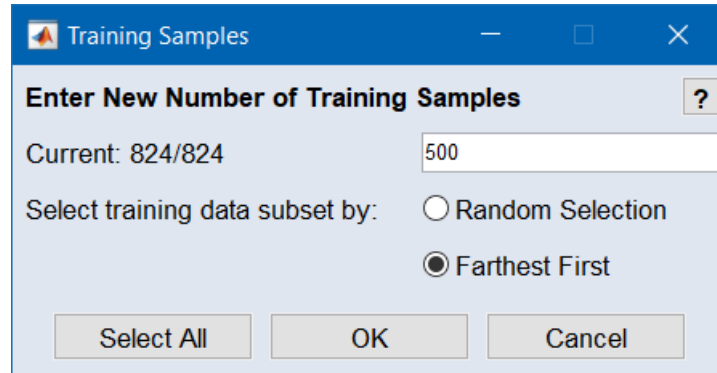 Training Samples
Enter New Number of Training Samples ?
Current: 824/824 500
Select training data subset by: Random Selection
Farthest First
Select All OK Cancel